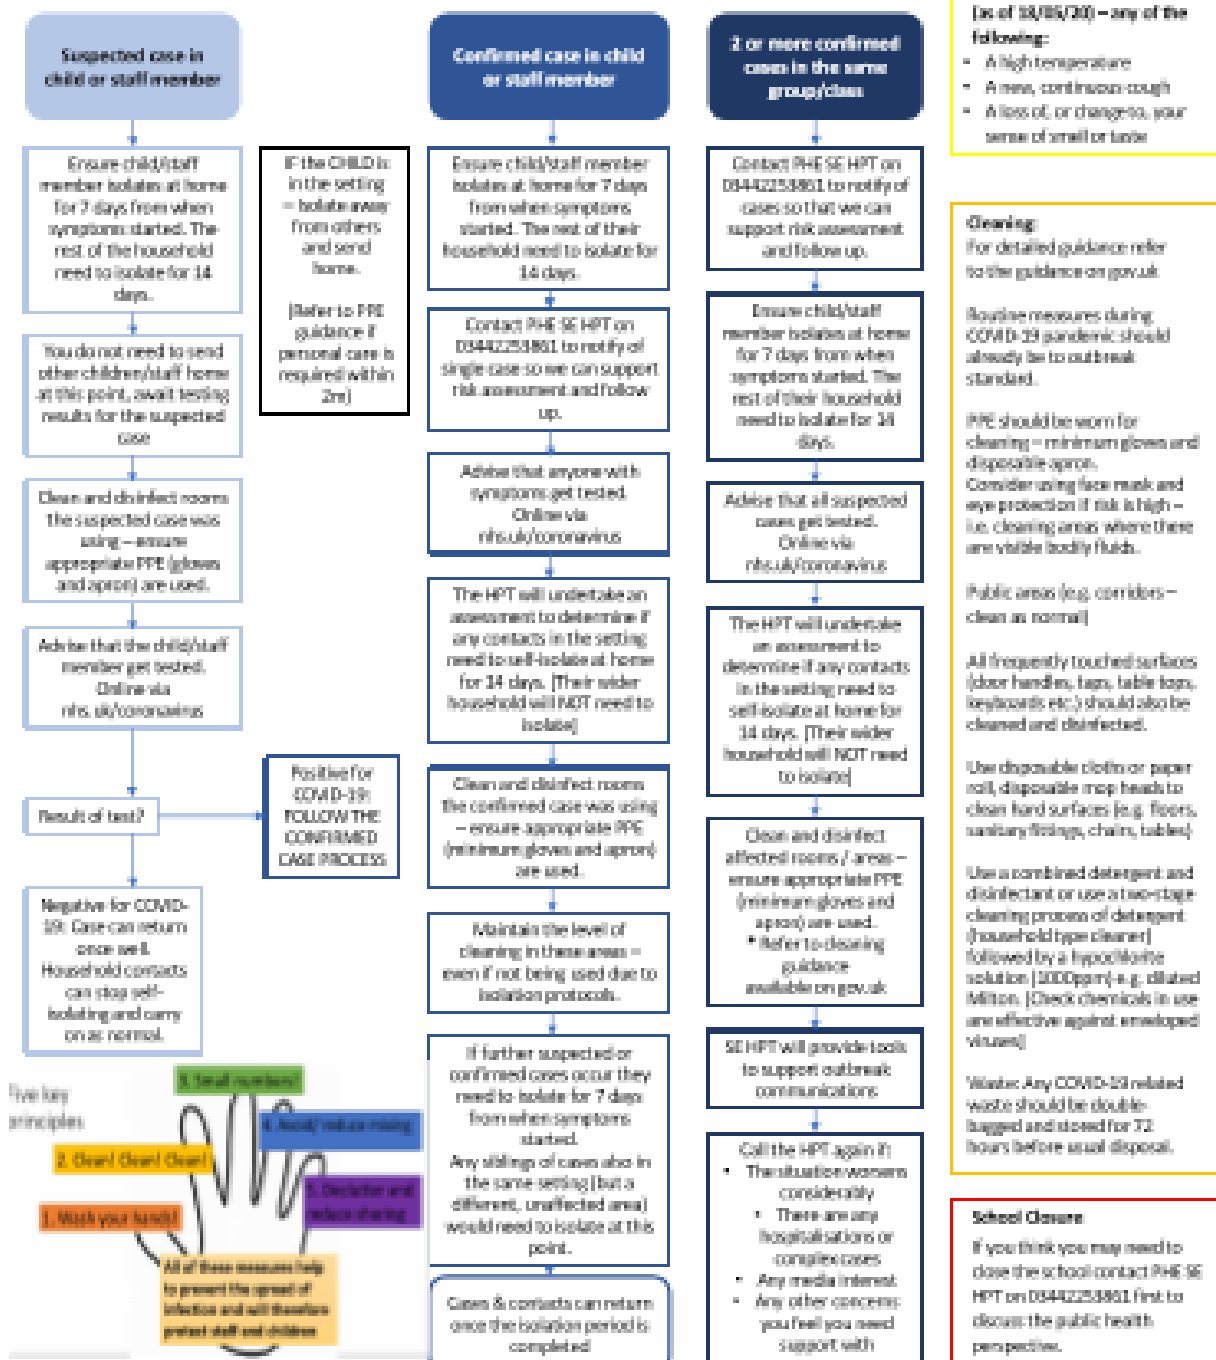 Suspected case in
child or staff member
Ensure child/staff
member isolates at home
for 7 days from when
symptoms started. The
rest of the household
need to isolate for 14
days.
You do not need to send
other children/staff home
at this point, await testing
results for the suspected
case
Clean and disinfect rooms
the suspected case was
using – ensure
appropriate PPE (gloves
and apron) are used.
Advise that the child/staff
member get tested.
Online via
nhs.uk/coronavirus
Result of test?
Negative for COVID-
19: Case can return
once well.
Household contacts
can stop self-
isolating and carry
on as normal.
IF the CHILD is
in the setting
– isolate away
from others
and send
home.
(Refer to PPE
guidance if
personal care is
required within
2m)
Positive for
COVID-19:
FOLLOW THE
CONFIRMED
CASE PROCESS
Five key
principles
3. Small numbers!
4. Avoid/ reduce mixing
2. Clean! Clean! Clean!
5. Declutter and
reduce sharing
1. Wash your hands!
All of these measures help
to prevent the spread of
infection and will therefore
protect staff and children
Confirmed case in child
or staff member
Ensure child/staff member
isolates at home for 7 days
from when symptoms
started. The rest of their
household need to isolate for
14 days.
Contact PHE SE HPT on
03442253861 to notify of
single case so we can support
risk assessment and follow
up.
Advise that anyone with
symptoms get tested.
Online via
nhs.uk/coronavirus
The HPT will undertake an
assessment to determine if
any contacts in the setting
need to self-isolate at home
for 14 days. (Their wider
household will NOT need to
isolate)
Clean and disinfect rooms
the confirmed case was using
– ensure appropriate PPE
(minimum gloves and apron)
are used.
Maintain the level of
cleaning in these areas –
even if not being used due to
isolation protocols.
If further suspected or
confirmed cases occur they
need to isolate for 7 days
from when symptoms
started.
Any siblings of cases also in
the same setting (but a
different, unaffected area)
would need to isolate at this
point.
Cases & contacts can return
once the isolation period is
completed
2 or more confirmed
cases in the same
group/class
Contact PHE SE HPT on
03442253861 to notify of
cases so that we can
support risk assessment
and follow up.
Ensure child/staff
member isolates at home
for 7 days from when
symptoms started. The
rest of their household
need to isolate for 14
days.
Advise that all suspected
cases get tested.
Online via
nhs.uk/coronavirus
The HPT will undertake
an assessment to
determine if any contacts
in the setting need to
self-isolate at home for
14 days. (Their wider
household will NOT need
to isolate)
Clean and disinfect
affected rooms / areas –
ensure appropriate PPE
(minimum gloves and
apron) are used.
* Refer to cleaning
guidance
available on gov.uk
SE HPT will provide tools
to support outbreak
communications
Call the HPT again if:
• The situation worsens
considerably
• There are any
hospitalisations or
complex cases
• Any media interest
• Any other concerns
you feel you need
support with
(as of 18/05/20) – any of the
following:
• A high temperature
• A new, continuous cough
• A loss of, or change to, your
sense of smell or taste
Cleaning:
For detailed guidance refer
to the guidance on gov.uk
Routine measures during
COVID-19 pandemic should
already be to outbreak
standard.
PPE should be worn for
cleaning – minimum gloves and
disposable apron.
Consider using face mask and
eye protection if risk is high –
i.e. cleaning areas where there
are visible bodily fluids.
Public areas (e.g. corridors –
clean as normal)
All frequently touched surfaces
(door handles, taps, table tops,
keyboards etc.) should also be
cleaned and disinfected.
Use disposable cloths or paper
roll, disposable mop heads to
clean hard surfaces (e.g. floors,
sanitary fittings, chairs, tables)
Use a combined detergent and
disinfectant or use a two-stage
cleaning process of detergent
(household type cleaner)
followed by a hypochlorite
solution (1000ppm) e.g. diluted
Milton. (Check chemicals in use
are effective against enveloped
viruses)
Waste: Any COVID-19 related
waste should be double-
bagged and stored for 72
hours before usual disposal.
School Closure
If you think you may need to
close the school contact PHE SE
HPT on 03442253861 first to
discuss the public health
perspective.